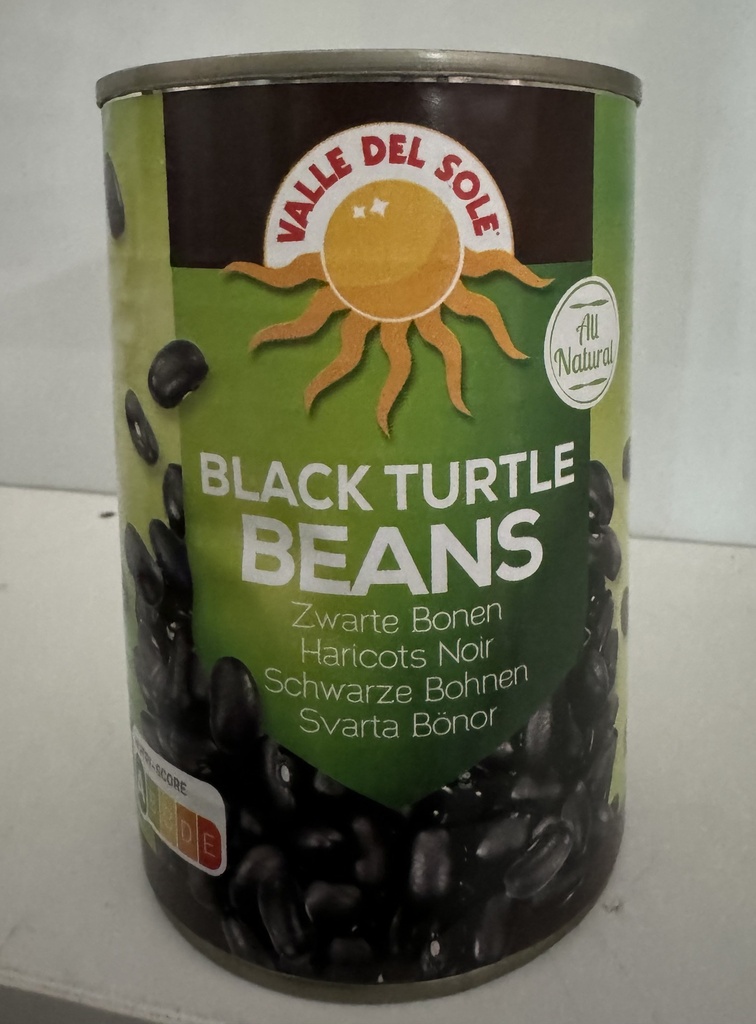 VALLE DEL SOLE
All
Natural
BLACK TURTLE
BEANS
Zwarte Bonen
Haricots Noir
Schwarze Bohnen
Svarta Bönor
NUTRI-SCORE
A B C D E